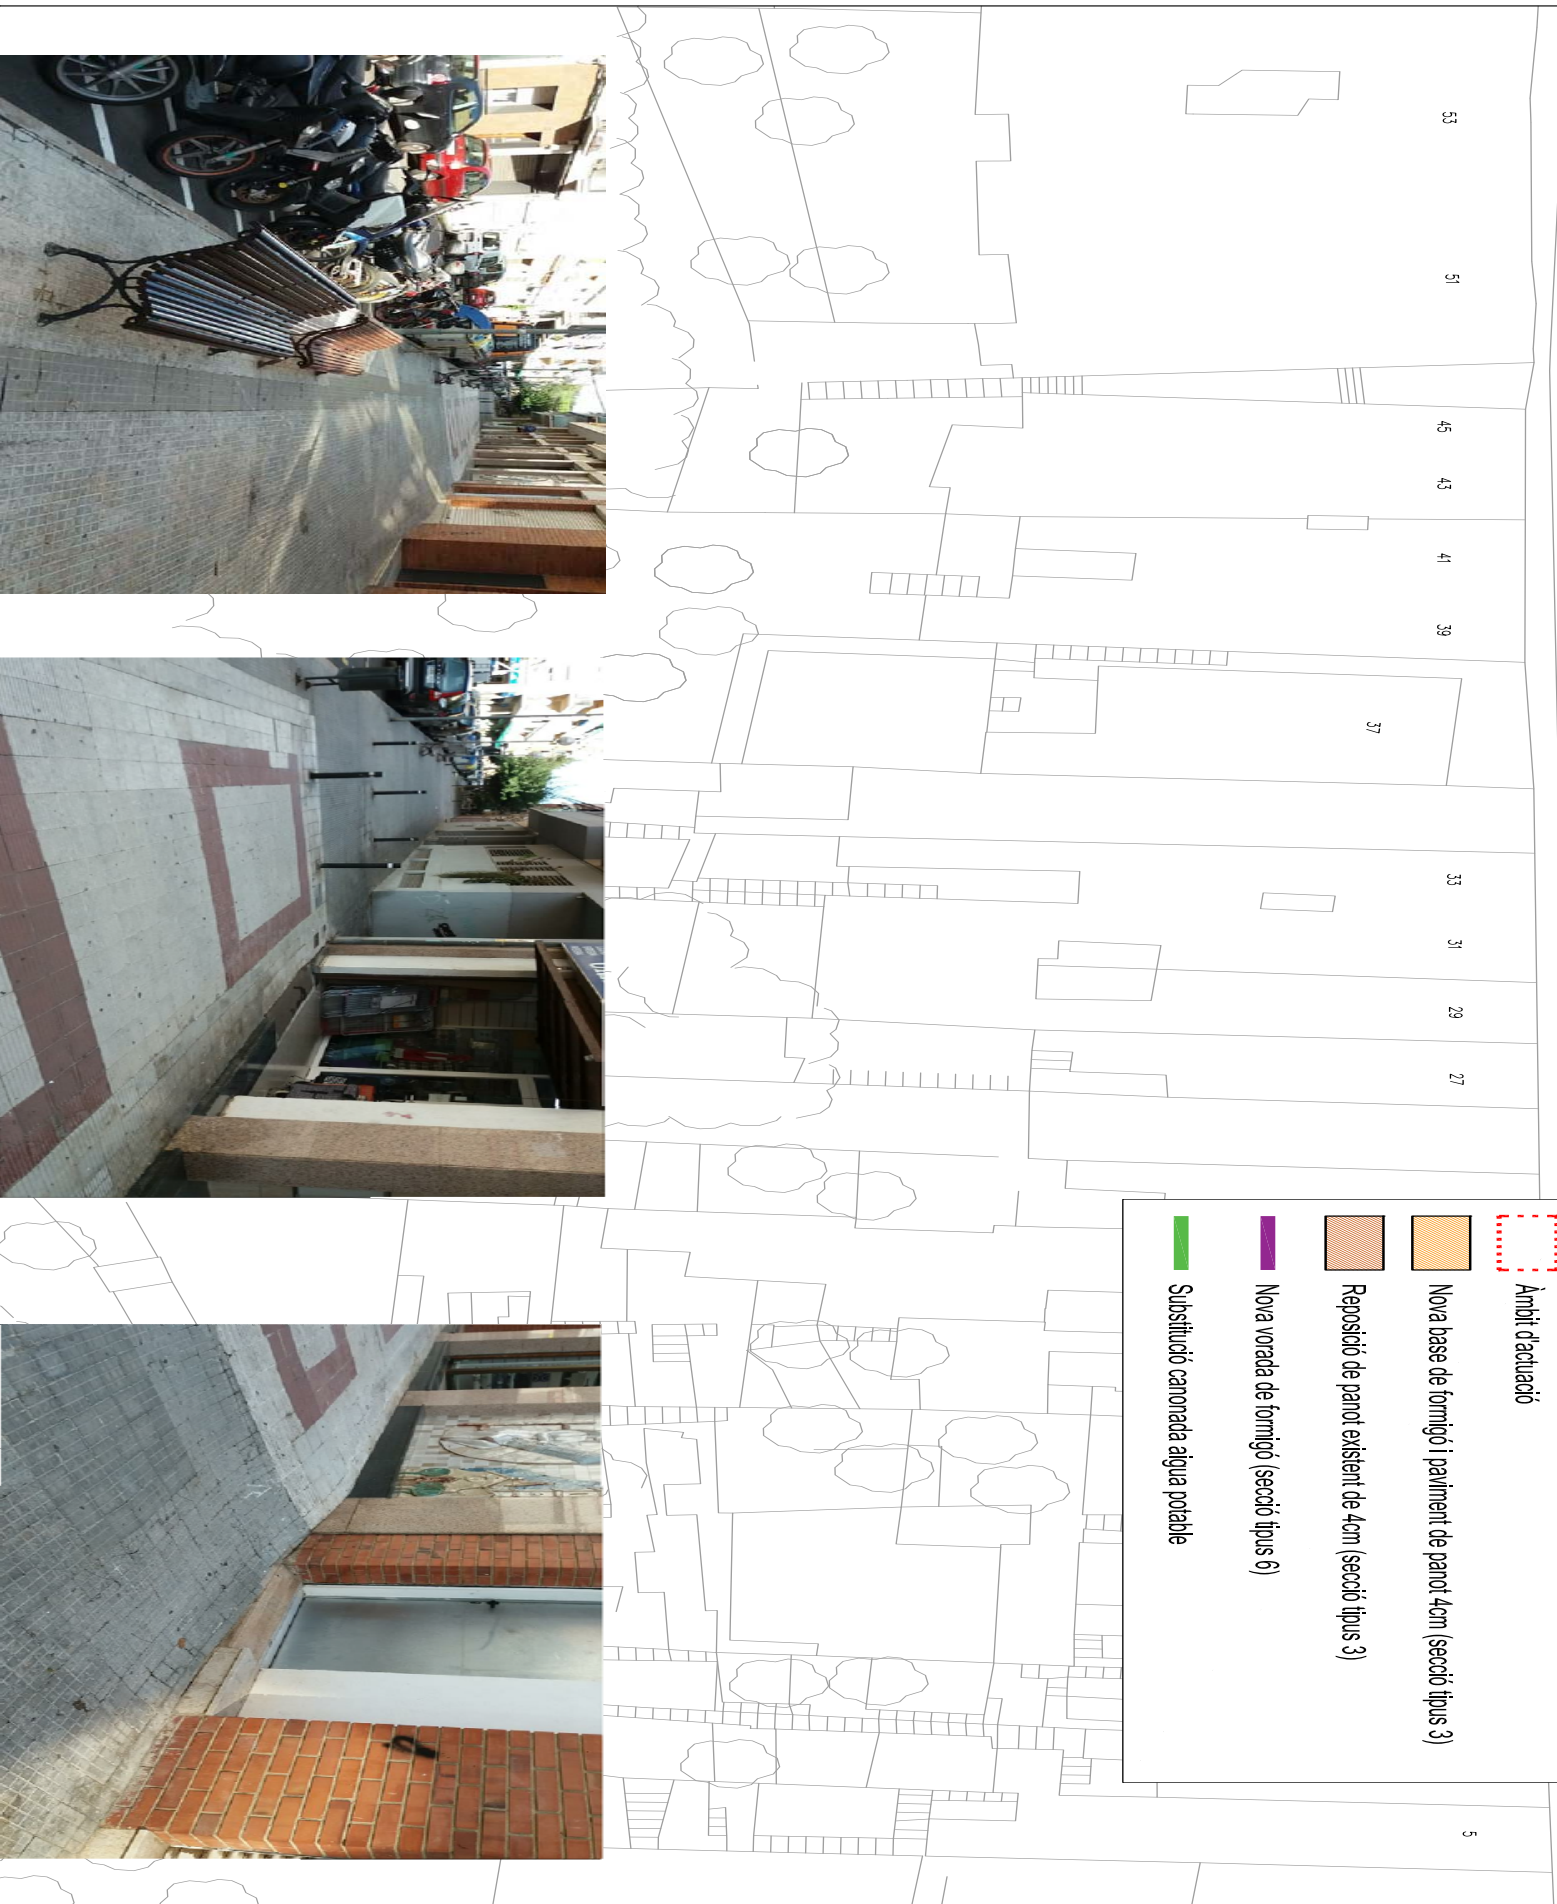 53
51
45
43
41
39
37
33
31
29
27
5
Àmbit d'actuació
Nova base de formigó i paviment de panot 4cm (secció tipus 3)
Reposició de panot existent de 4cm (secció tipus 3)
Nova vorada de formigó (secció tipus 6)
Substitució canonada aigua potable